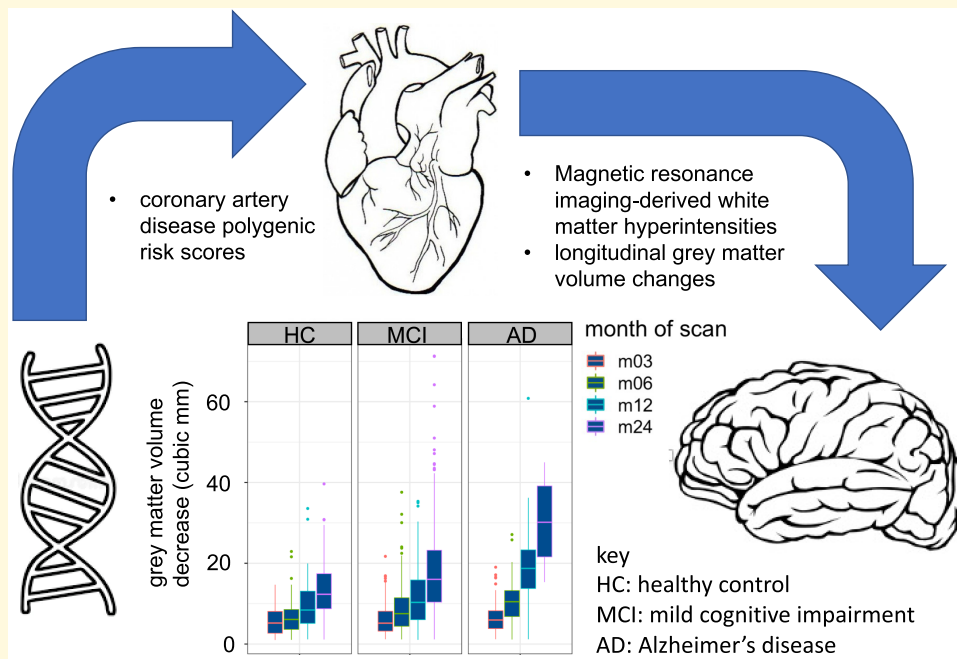 • coronary artery
disease polygenic
risk scores
• Magnetic resonance
imaging-derived white
matter hyperintensities
• longitudinal grey matter
volume changes
HC MCI AD
month of scan
m03
m06
m12
m24
grey matter volume
decrease (cubic mm)
60
40
20
0
key
HC: healthy control
MCI: mild cognitive impairment
AD: Alzheimer’s disease